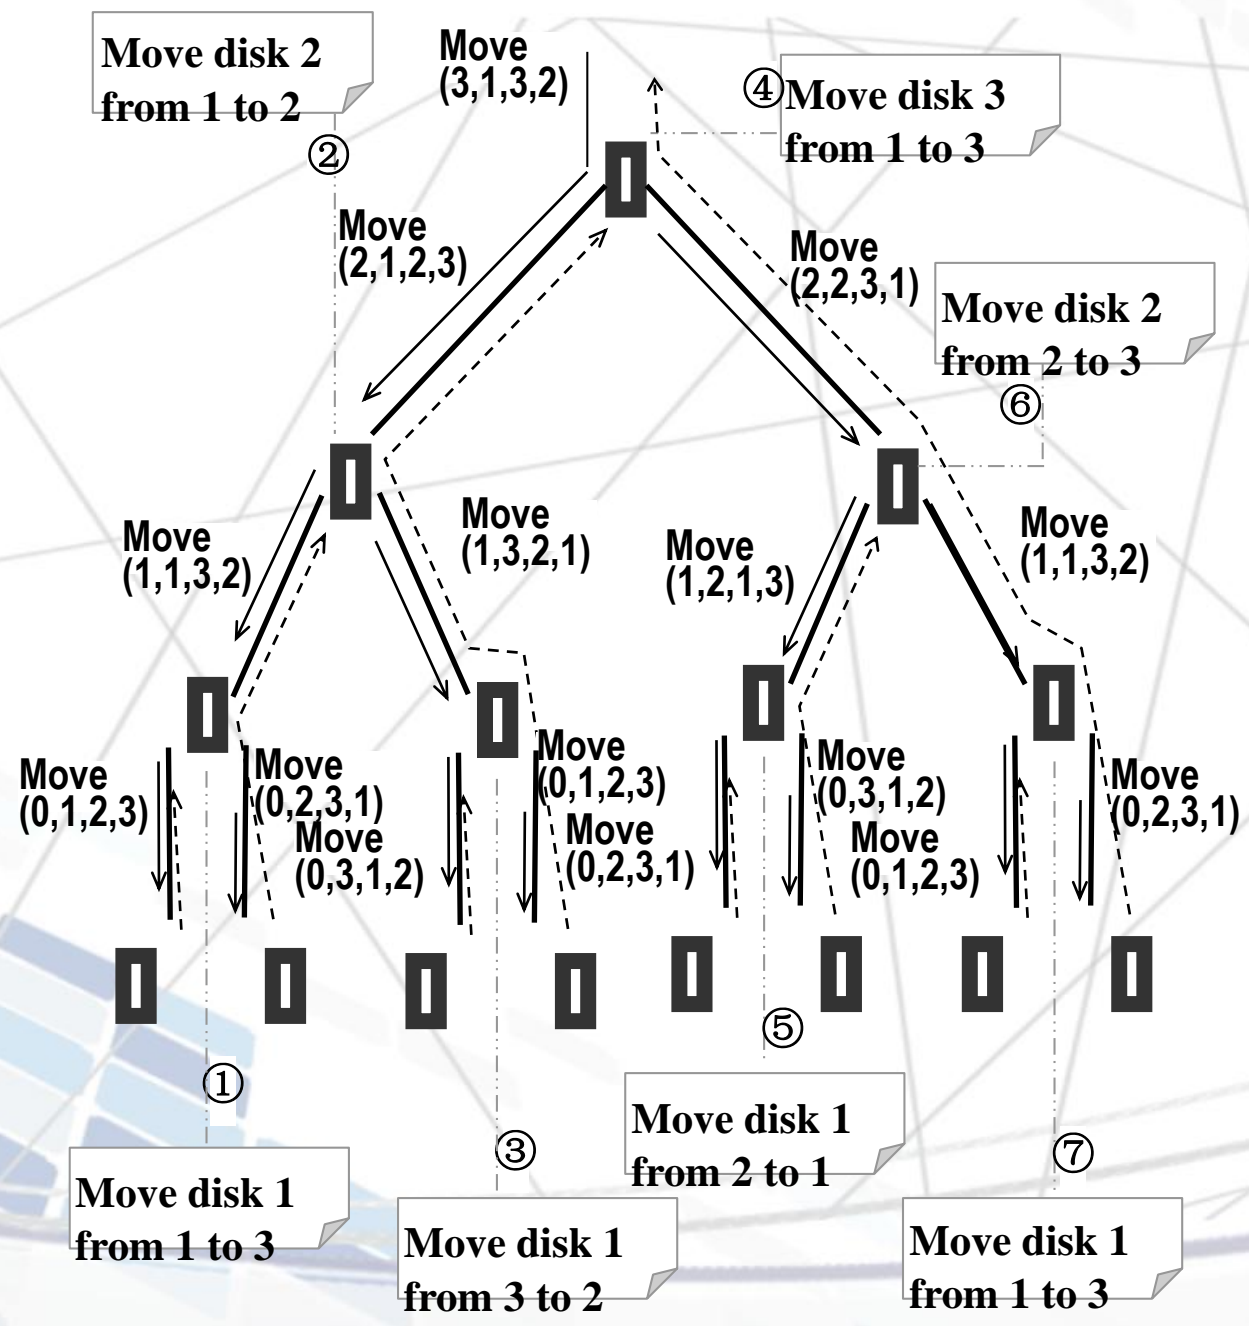 Move disk 2
from 1 to 2
②
Move
(3,1,3,2)
④
Move disk 3
from 1 to 3
Move
(2,1,2,3)
Move
(2,2,3,1)
Move disk 2
from 2 to 3
⑥
Move
(1,1,3,2)
Move
(1,3,2,1)
Move
(1,2,1,3)
Move
(1,1,3,2)
Move
(0,1,2,3)
Move
(0,2,3,1)
Move
(0,3,1,2)
Move
(0,1,2,3)
Move
(0,2,3,1)
Move
(0,3,1,2)
Move
(0,1,2,3)
Move
(0,2,3,1)
①
Move disk 1
from 1 to 3
③
Move disk 1
from 3 to 2
⑤
Move disk 1
from 2 to 1
⑦
Move disk 1
from 1 to 3